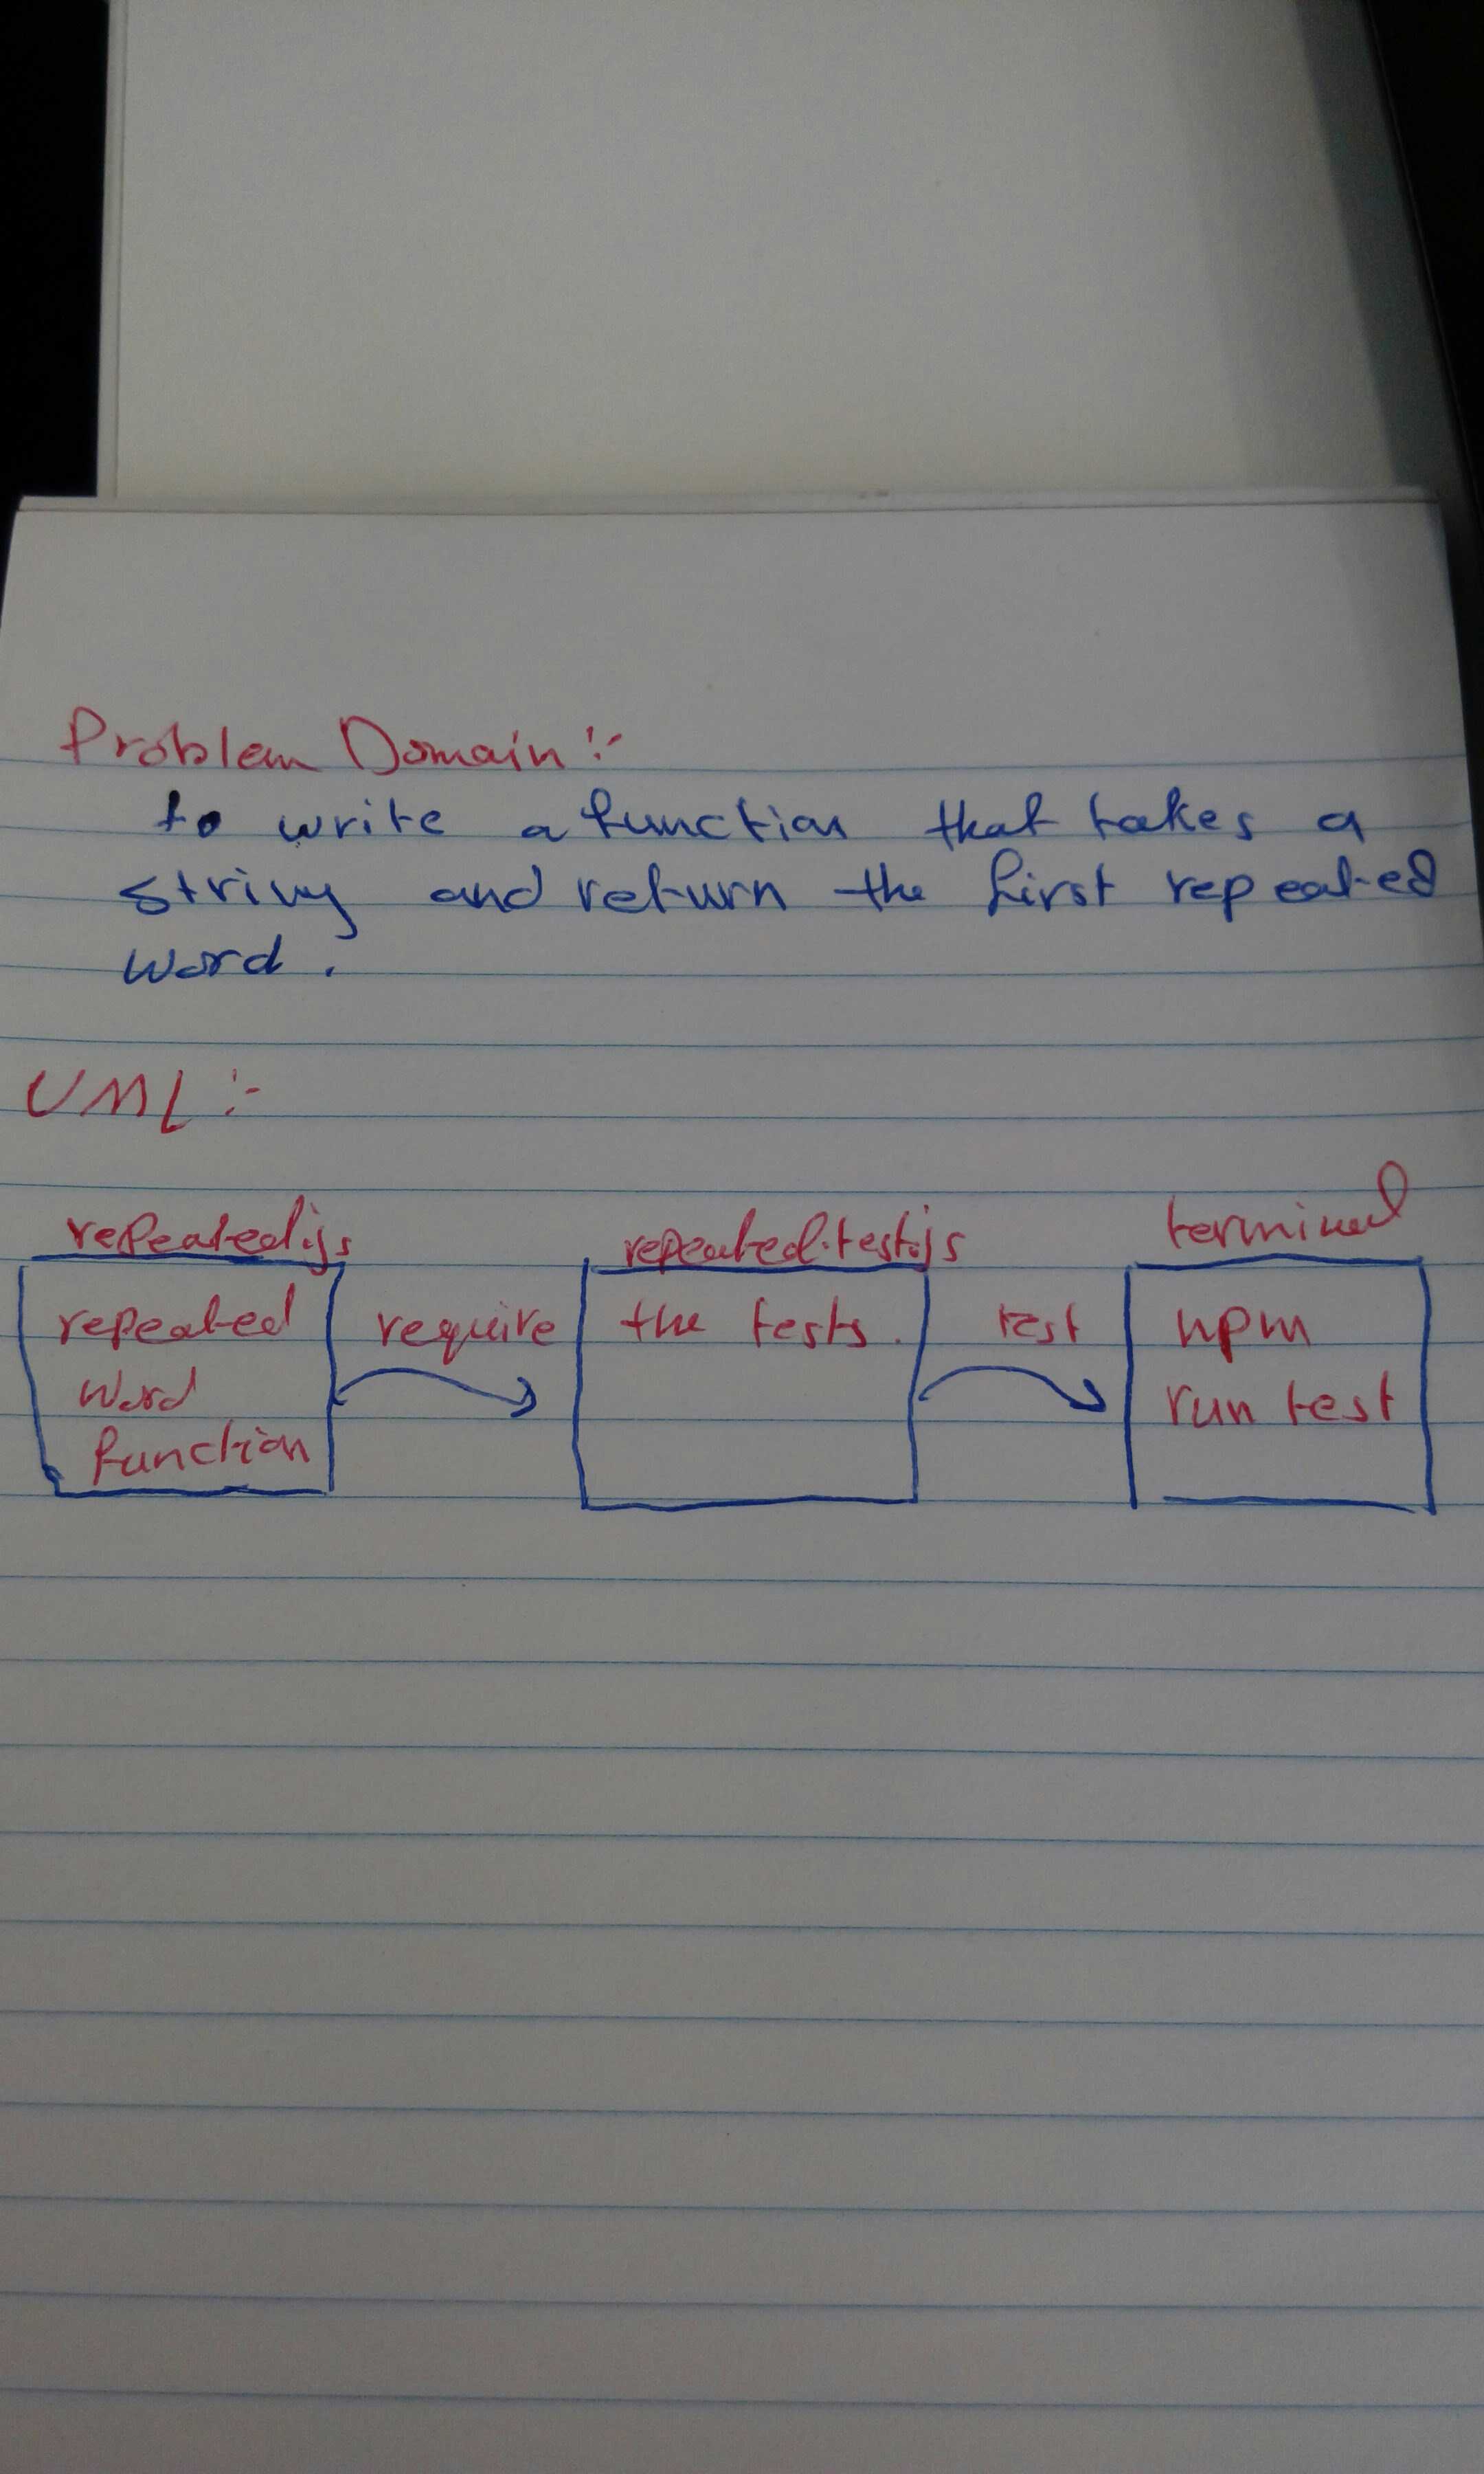 Problem Domain :-
to write a function that takes a
string and return the first repeated
word.
UML :-
repeated.js repeated.test.js terminal
repeated require the tests. test npm
word run test
function